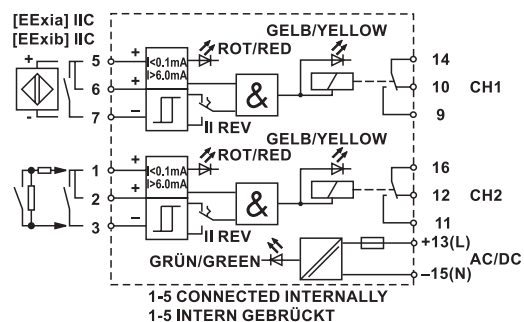 [EExia] IIC
[EExib] IIC
GELB/YELLOW
ROT/RED
+ 5 + I<0.1mA
I>6.0mA
6 +
- 7 –
&
II REV
14
10 CH1
9
GELB/YELLOW
ROT/RED
1 + I<0.1mA
I>6.0mA
2 +
3 –
&
II REV
16
12 CH2
11
GRÜN/GREEN
+13(L)
AC/DC
–15(N)
1-5 CONNECTED INTERNALLY
1-5 INTERN GEBRÜCKT